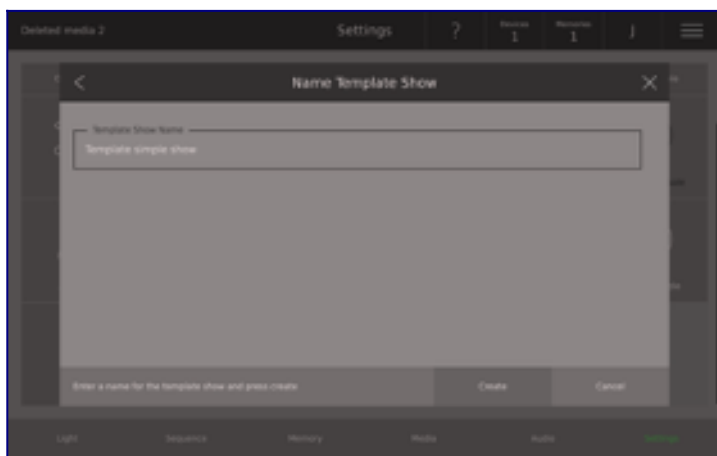 Deleted media 2 Settings ? Devices 1 Memories 1 J
Name Template Show
Template Show Name
Template simple show
Enter a name for the template show and press create Create Cancel
Light Sequence Memory Media Audio Settings